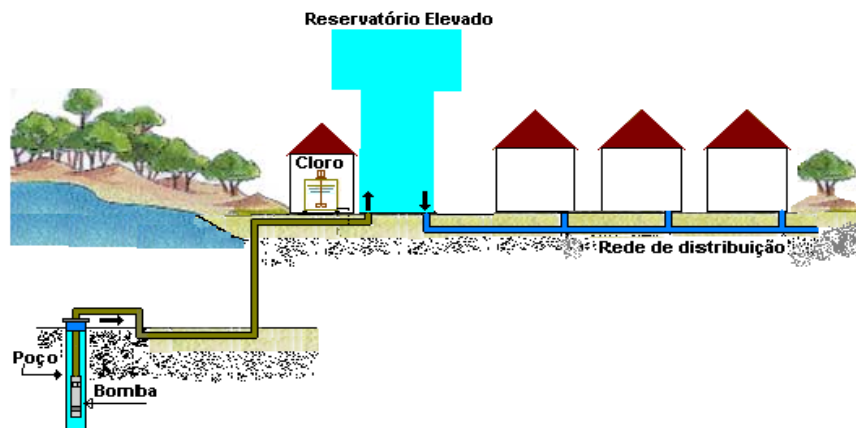 Reservatório Elevado
Cloro
Rede de distribuição
Poço
Bomba